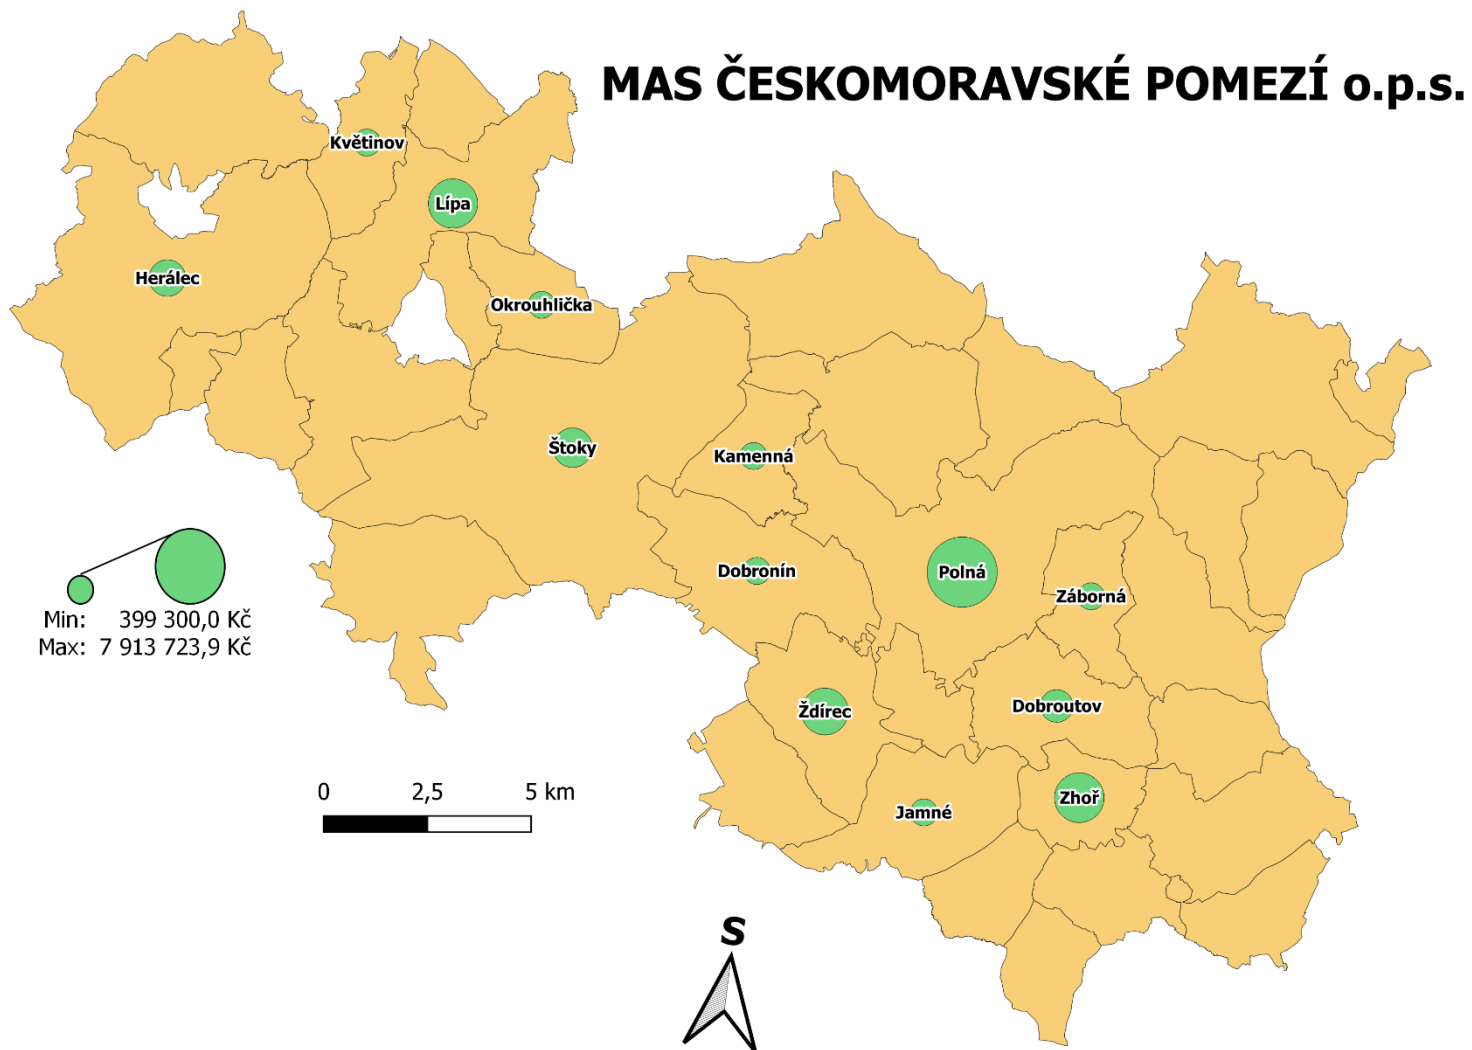 MAS ČESKOMORAVSKÉ POMEZÍ o.p.s.
Květinov
Lípa
Herálec
Okrouhlička
Štoky
Kamenná
Dobronín
Polná
Záborná
Min: 399 300,0 Kč
Max: 7 913 723,9 Kč
Ždírec
Dobroutov
0 2,5 5 km
Zhoř
Jamné
S